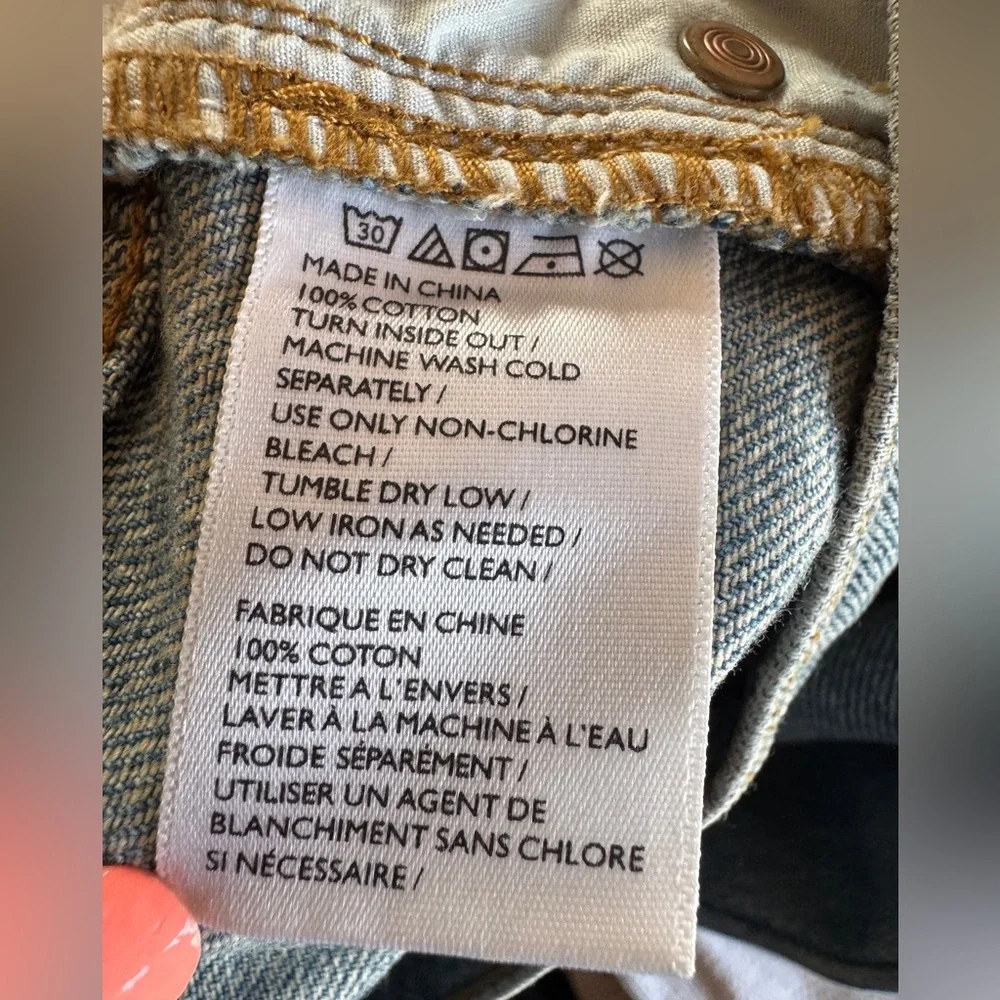 30
MADE IN CHINA
100% COTTON
TURN INSIDE OUT /
MACHINE WASH COLD
SEPARATELY /
USE ONLY NON-CHLORINE
BLEACH /
TUMBLE DRY LOW /
LOW IRON AS NEEDED /
DO NOT DRY CLEAN /
FABRIQUE EN CHINE
100% COTON
METTRE A L'ENVERS /
LAVER À LA MACHINE À L'EAU
FROIDE SÉPARÉMENT /
UTILISER UN AGENT DE
BLANCHIMENT SANS CHLORE
SI NÉCESSAIRE /